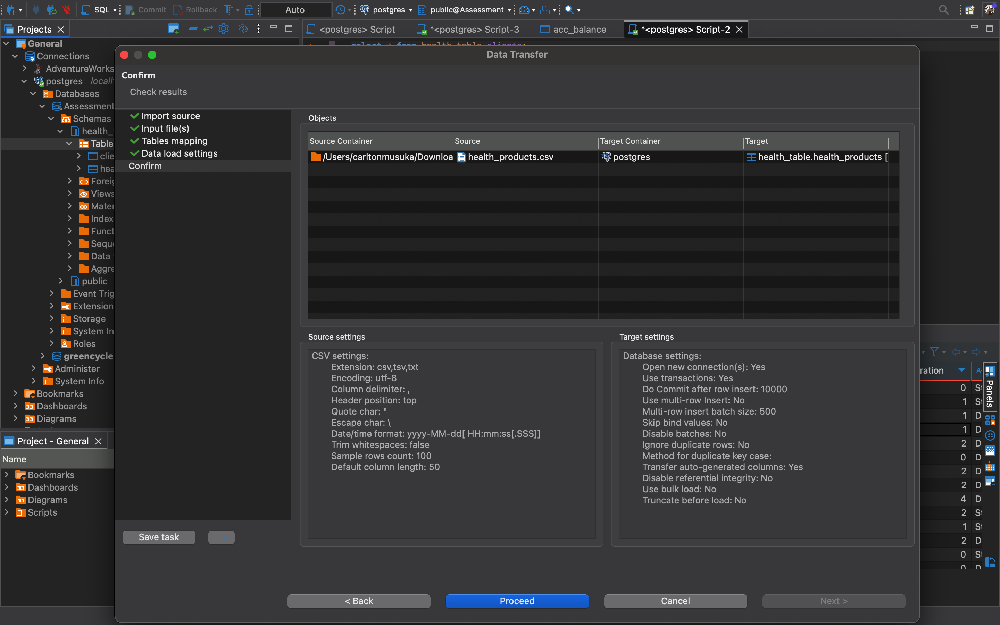 SQL
Commit
Rollback
Auto
postgres
public@Assessment
Projects
<postgres> Script
*<postgres> Script-3
acc_balance
*<postgres> Script-2
General
Connections
AdventureWorks
postgres
Databases
Assessment
Schemas
health_
Tables
clie
hea
Foreig
Views
Mater
Indexe
Funct
Seque
Data
Aggre
public
Event Trig
Extension
Storage
System In
Roles
greencycles
Administer
System Info
Bookmarks
Dashboards
Diagrams
Project - General
Name
Bookmarks
Dashboards
Diagrams
Scripts
Data Transfer
Confirm
Check results
Import source
Input file(s)
Tables mapping
Data load settings
Confirm
Save task
Objects
Source Container Source Target Container Target
/Users/carltonmusuka/Downloa health_products.csv postgres health_table.health_products [
Source settings
CSV settings:
Extension: csv,tsv,txt
Encoding: utf-8
Column delimiter: ,
Header position: top
Quote char: "
Escape char: \
Date/time format: yyyy-MM-dd[ HH:mm:ss[.SSS]]
Trim whitespaces: false
Sample rows count: 100
Default column length: 50
Target settings
Database settings:
Open new connection(s): Yes
Use transactions: Yes
Do Commit after row insert: 10000
Use multi-row Insert: No
Multi-row insert batch size: 500
Skip bind values: No
Disable batches: No
Ignore duplicate rows: No
Method for duplicate key case:
Transfer auto-generated columns: Yes
Disable referential integrity: No
Use bulk load: No
Truncate before load: No
< Back
Proceed
Cancel
Next >
ration
0 St
1 St
1 D
1 D
2 D
0 D
2 D
2 D
4 D
2 St
1 St
2 D
0 St
Panels